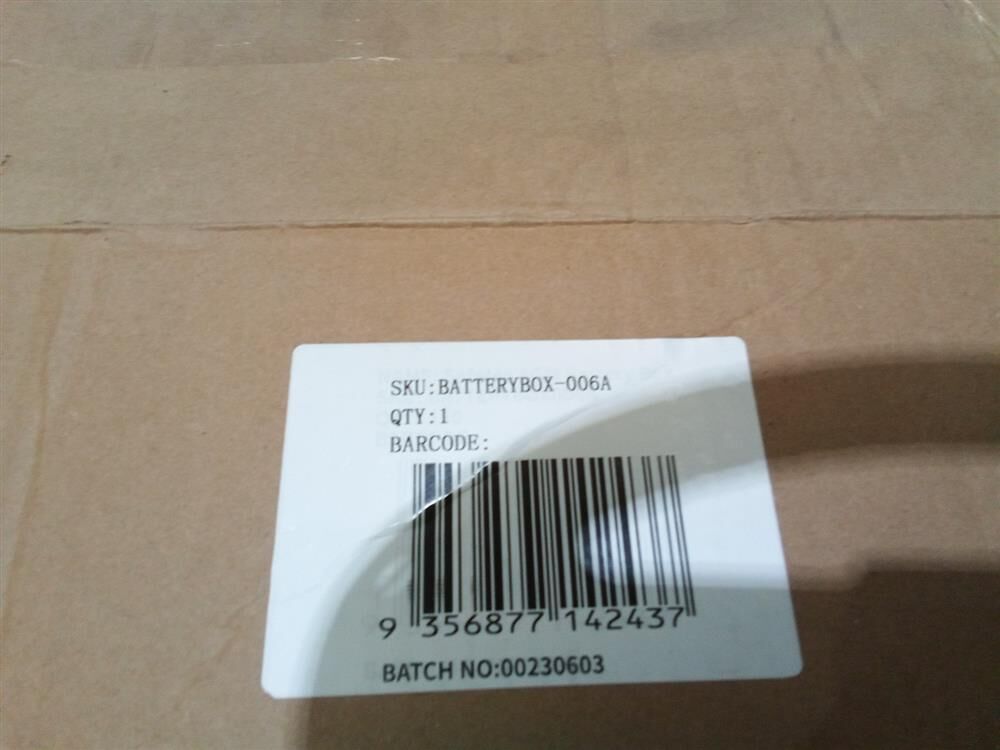 SKU:BATTERYBOX-006A
QTY:1
BARCODE:
9 356877 142437
BATCH NO:00230603